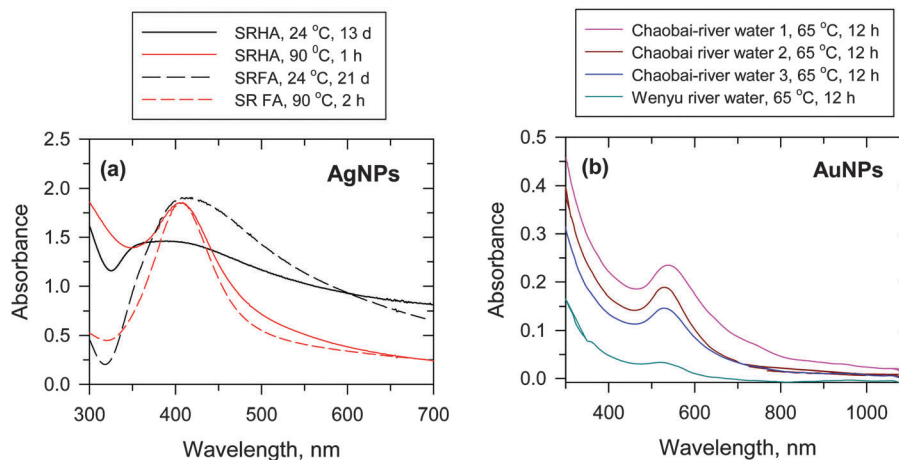 SRHA, 24 °C, 13 d
SRHA, 90 ⁰C, 1 h
SRFA, 24 °C, 21 d
SR FA, 90 °C, 2 h
(a)
AgNPs
Absorbance
2.5
2.0
1.5
1.0
0.5
0.0
300 400 500 600 700
Wavelength, nm
Chaobai-river water 1, 65 °C, 12 h
Chaobai river water 2, 65 °C, 12 h
Chaobai-river water 3, 65 °C, 12 h
Wenyu river water, 65 °C, 12 h
(b)
AuNPs
Absorbance
0.5
0.4
0.3
0.2
0.1
0.0
400 600 800 1000
Wavelength, nm